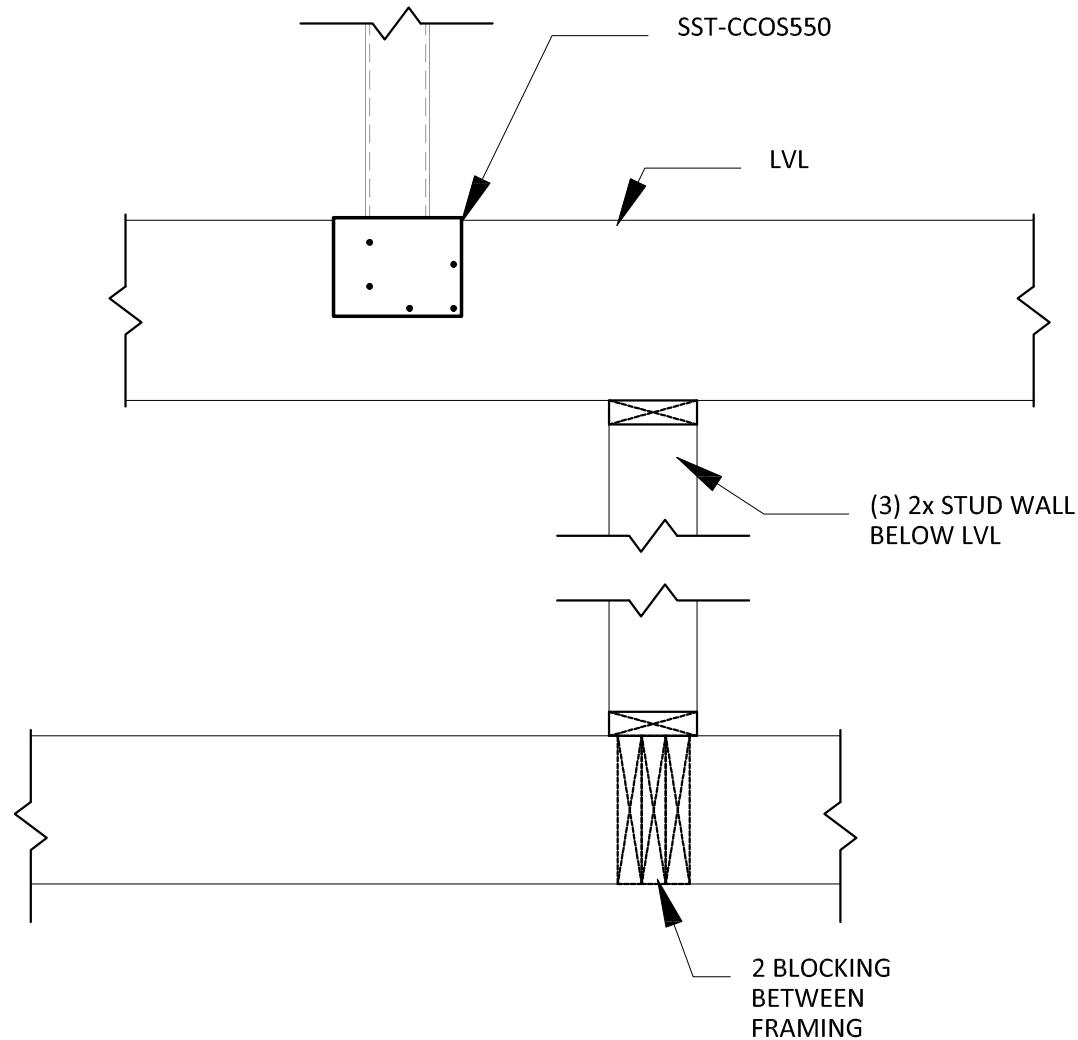 SST-CCOS550
LVL
(3) 2x STUD WALL
BELOW LVL
2 BLOCKING
BETWEEN
FRAMING